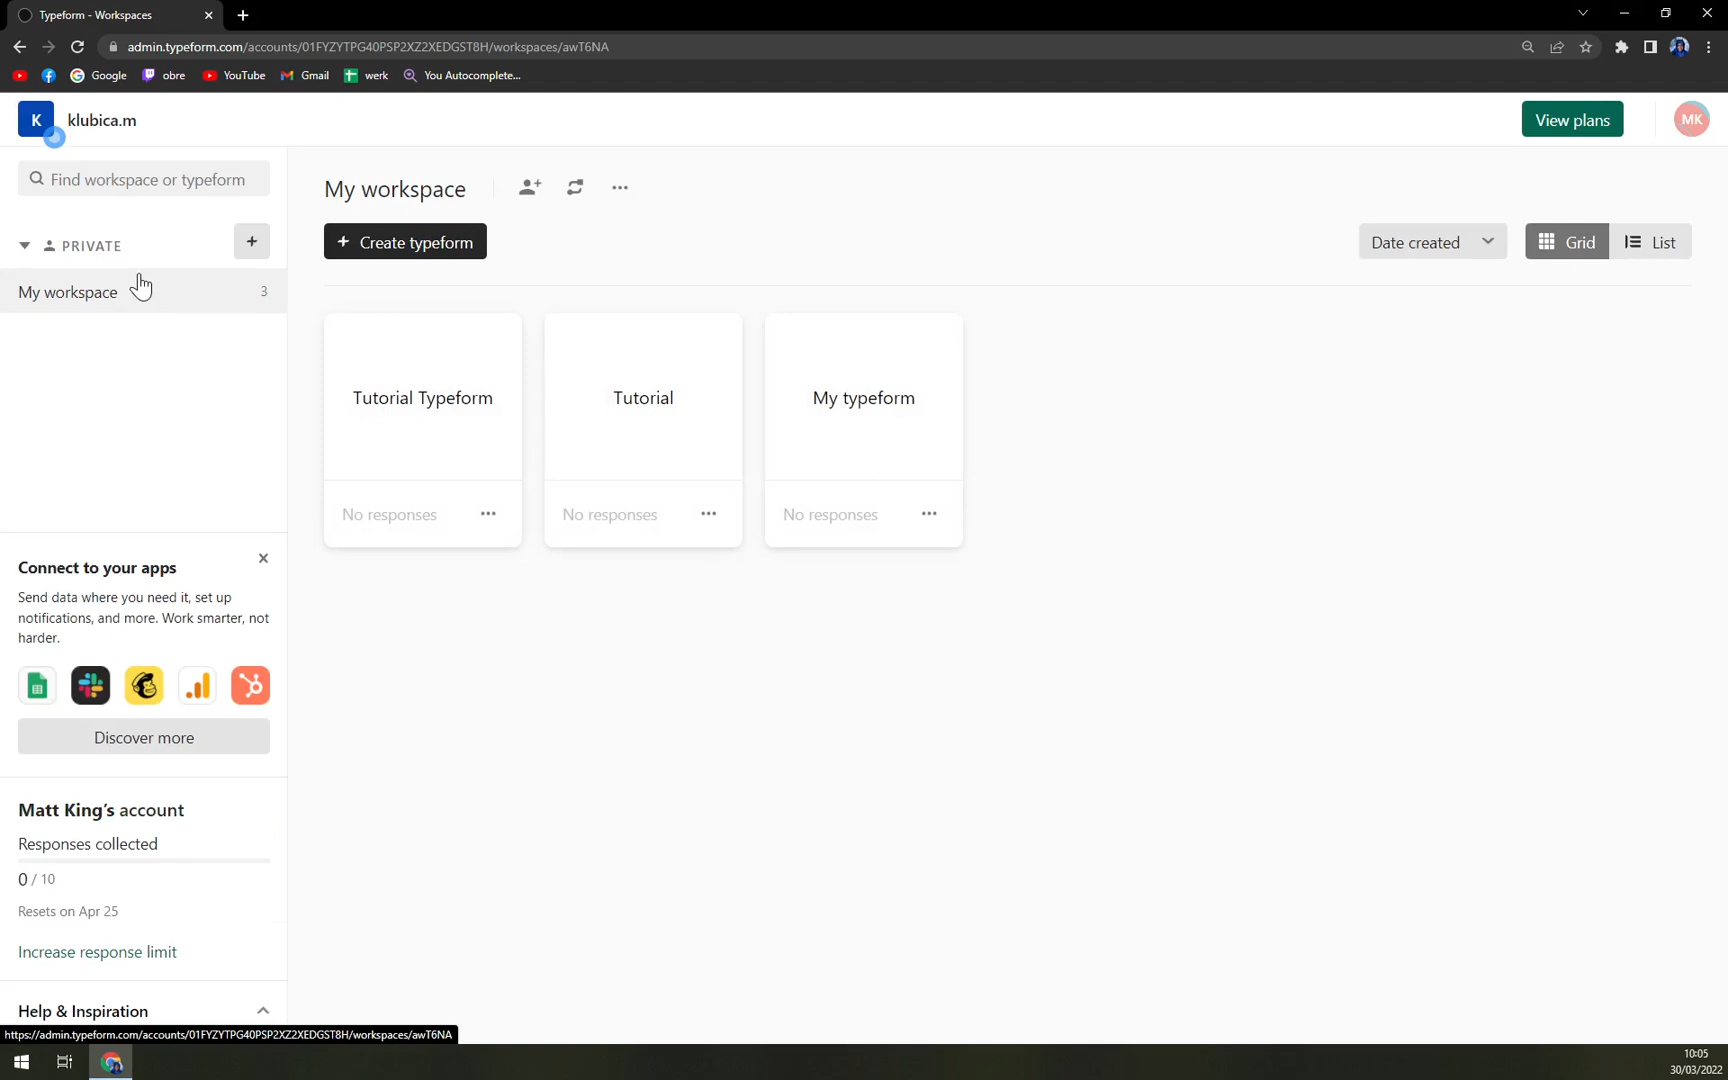 Typeform - Workspaces
admin.typeform.com/accounts/01FYZYTPG40PSP2XZ2XEDGST8H/workspaces/awT6NA
Google
obre
YouTube
Gmail
werk
You Autocomplete...
K
klubica.m
View plans
MK
Find workspace or typeform
PRIVATE
My workspace
3
My workspace
Create typeform
Date created
Grid
List
Tutorial Typeform
Tutorial
My typeform
No responses
No responses
No responses
Connect to your apps
Send data where you need it, set up
notifications, and more. Work smarter, not
harder.
Discover more
Matt King's account
Responses collected
0 / 10
Resets on Apr 25
Increase response limit
Help & Inspiration
https://admin.typeform.com/accounts/01FYZYTPG40PSP2XZ2XEDGST8H/workspaces/awT6NA
10:05
30/03/2022